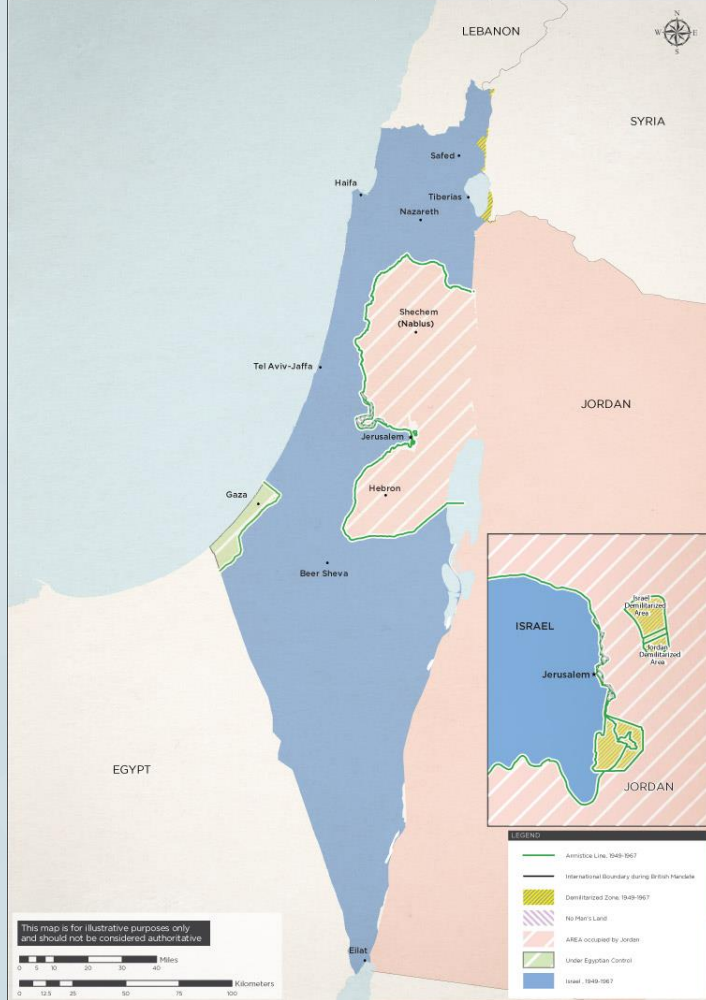 LEBANON
N
W
E
S
SYRIA
Safed
Haifa
Tiberias
Nazareth
Shechem
(Nablus)
Tel Aviv-Jaffa
JORDAN
Jerusalem
Gaza
Hebron
Beer Sheva
EGYPT
Eilat
Israel
Demilitarized
Area
ISRAEL
Jordan
Demilitarized
Area
Jerusalem
JORDAN
LEGEND
Armistice Line, 1949-1967
International Boundary during British Mandate
Demilitarized Zone, 1949-1967
No Man's Land
AREA occupied by Jordan
Under Egyptian Control
Israel , 1949-1967
This map is for illustrative purposes only
and should not be considered authoritative
Miles
0 5 10 20 30 40
Kilometers
0 12.5 25 50 75 100